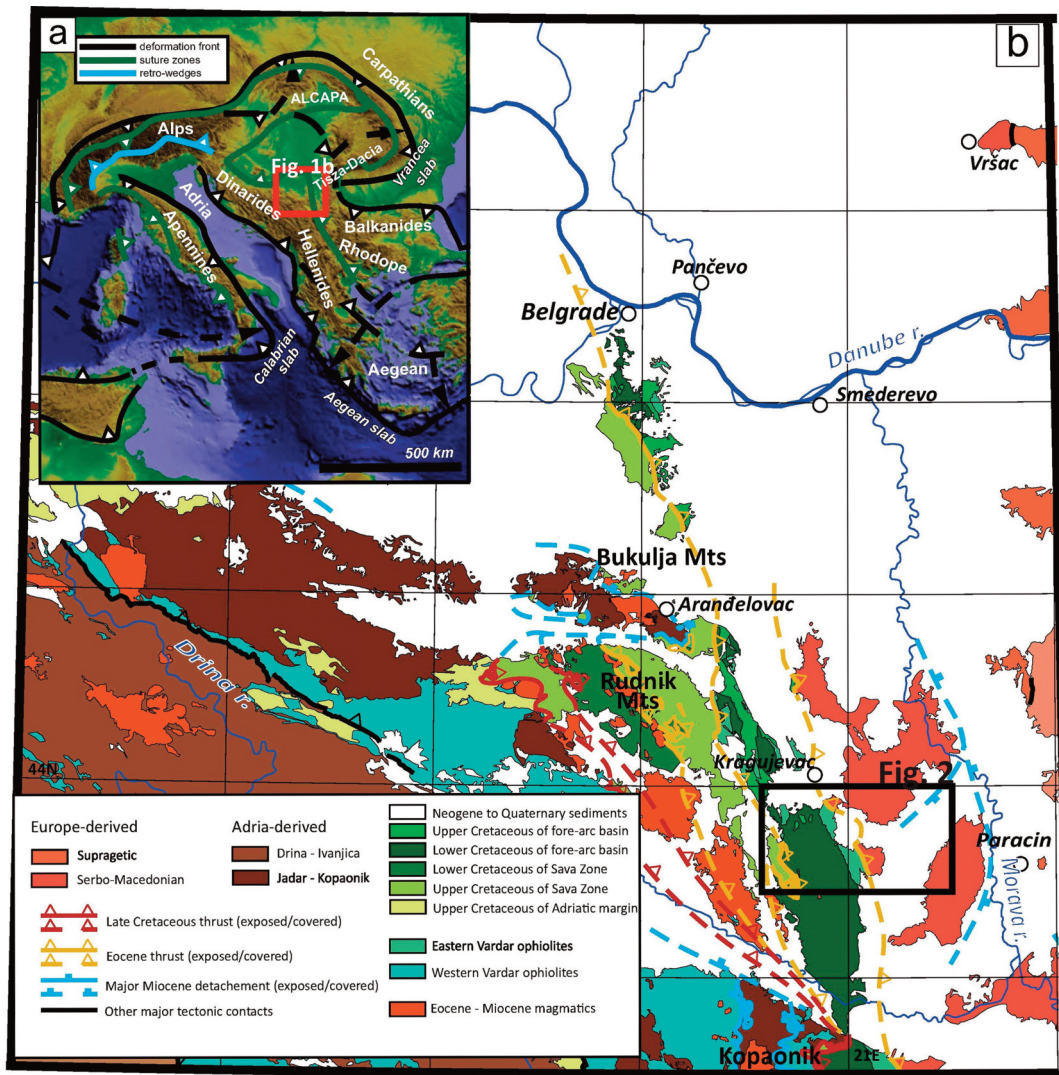 a
deformation front
suture zones
retro-wedges
Carpathians
ALCAPA
Alps
Tisza-Dacia
Vrancea slab
Fig. 1b
Adria
Dinarides
Apennines
Balkanides
Rhodope
Hellenides
Calabrian slab
Aegean
Aegean slab
500 km
b
Vršac
Pančevo
Belgrade
Danube r.
Smederevo
Bukulja Mts
Aranđelovac
Drina r.
Rudnik
Mts
44N
Kragujevac
Fig. 2
Paracin
Morava r.
Kopaonik
21E
Europe-derived
Supragetic
Serbo-Macedonian
Adria-derived
Drina - Ivanjica
Jadar - Kopaonik
Late Cretaceous thrust (exposed/covered)
Eocene thrust (exposed/covered)
Major Miocene detachement (exposed/covered)
Other major tectonic contacts
Neogene to Quaternary sediments
Upper Cretaceous of fore-arc basin
Lower Cretaceous of fore-arc basin
Lower Cretaceous of Sava Zone
Upper Cretaceous of Sava Zone
Upper Cretaceous of Adriatic margin
Eastern Vardar ophiolites
Western Vardar ophiolites
Eocene - Miocene magmatics